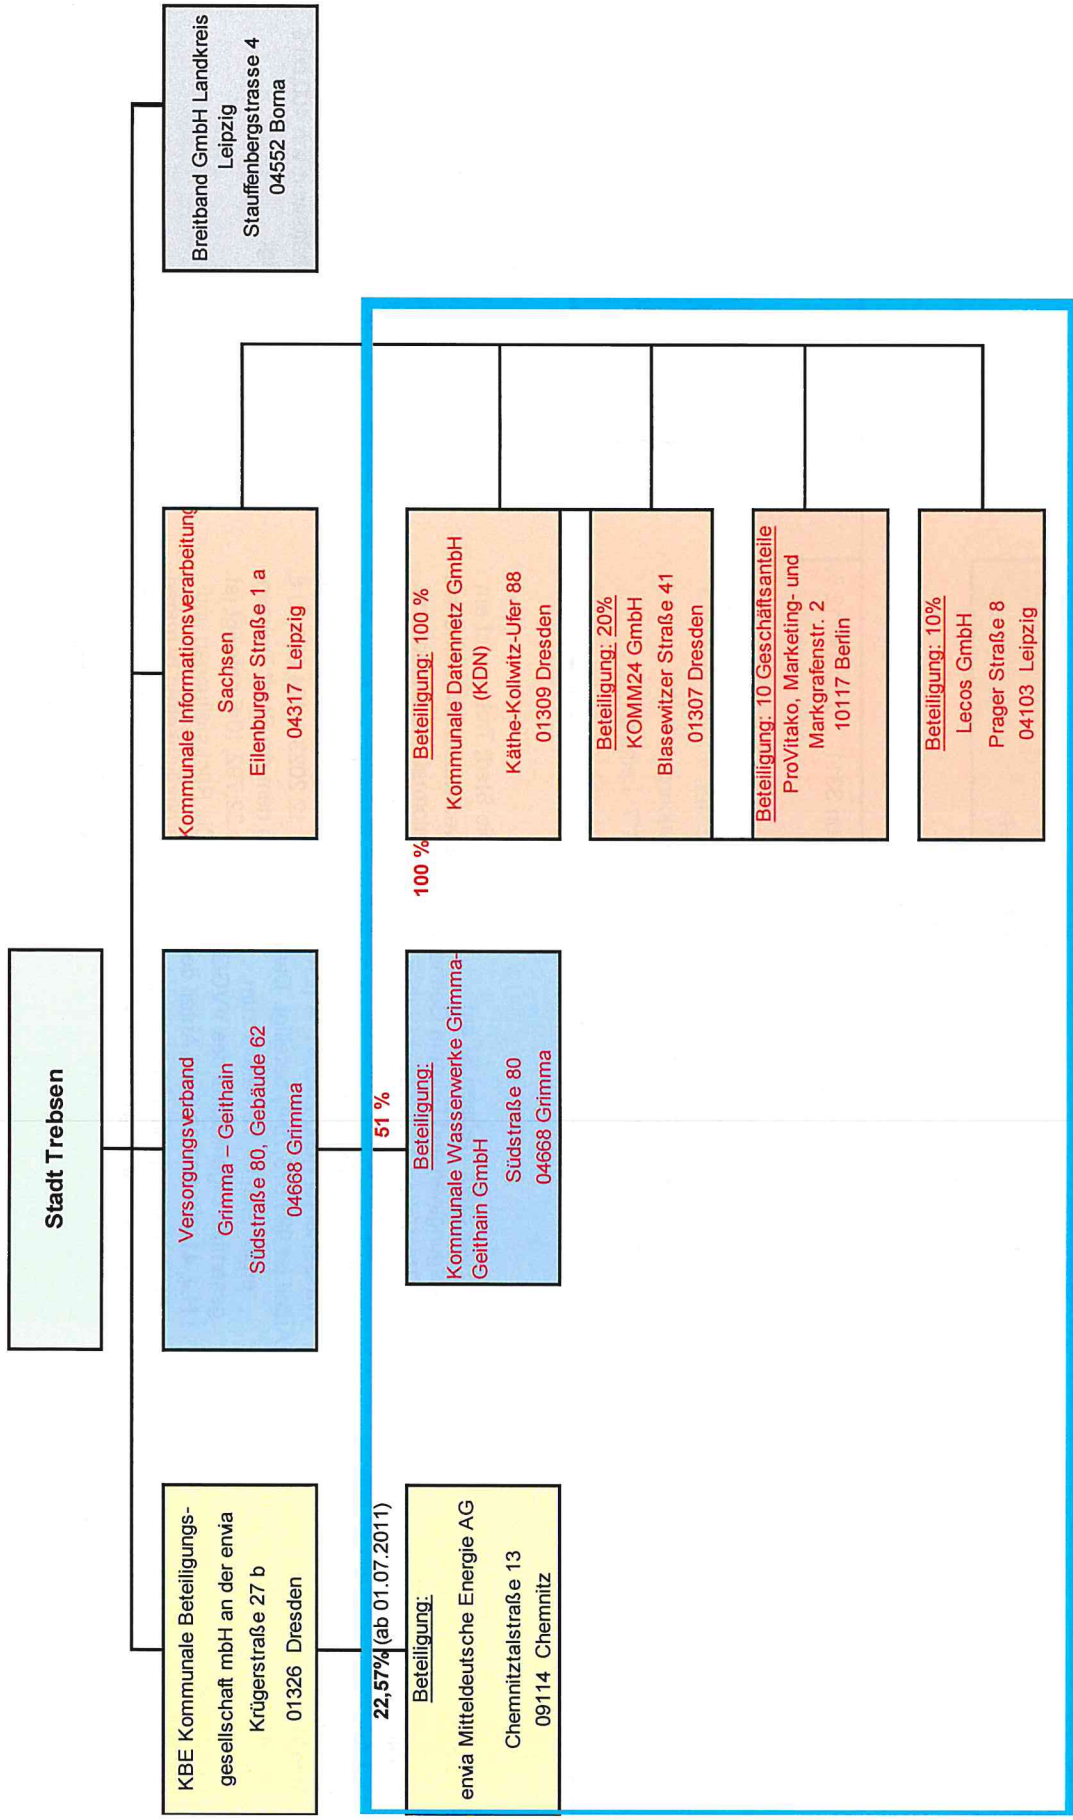 Stadt Trebsen
KBE Kommunale Beteiligungs-
gesellschaft mbH an der envia
Krügerstraße 27 b
01326 Dresden
Versorgungsverband
Grimma – Geithain
Südstraße 80, Gebäude 62
04668 Grimma
Kommunale Informationsverarbeitung
Sachsen
Eilenburger Straße 1 a
04317 Leipzig
Breitband GmbH Landkreis
Leipzig
Stauffenbergstrasse 4
04552 Borna
22,57% (ab 01.07.2011)
Beteiligung:
envia Mitteldeutsche Energie AG
Chemnitztalstraße 13
09114 Chemnitz
51 %
Beteiligung:
Kommunale Wasserwerke Grimma-
Geithain GmbH
Südstraße 80
04668 Grimma
100 %
Beteiligung: 100 %
Kommunale Datennetz GmbH
(KDN)
Käthe-Kollwitz-Ufer 88
01309 Dresden
Beteiligung: 20%
KOMM24 GmbH
Blasewitzer Straße 41
01307 Dresden
Beteiligung: 10 Geschäftsanteile
ProVitako, Marketing- und
Markgrafenstr. 2
10117 Berlin
Beteiligung: 10%
Lecos GmbH
Prager Straße 8
04103 Leipzig